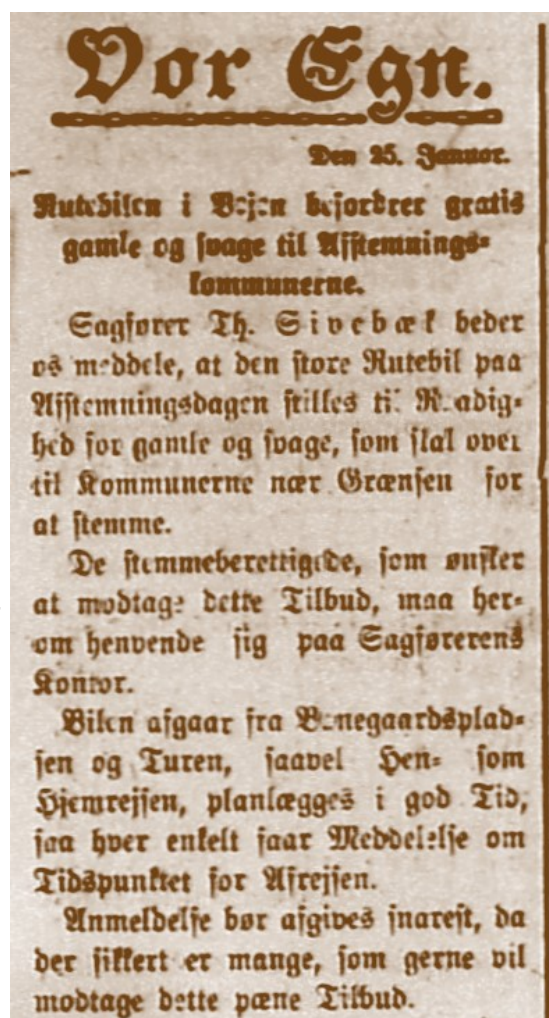 Vor Egn.
Den 25. Januar.
Rutebilen i Vejen befordrer gratis
gamle og svage til Afstemnings=
kommunerne.
Sagfører Th. Sivebæk beder
os meddele, at den store Rutebil paa
Afstemningsdagen stilles til Raadig=
hed for gamle og svage, som skal over
til Kommunerne nær Grænsen for
at stemme.
De stemmeberettigede, som ønsker
at modtage dette Tilbud, maa her=
om henvende sig paa Sagførerens
Kontor.
Bilen afgaar fra Banegaardsplad=
sen og Turen, saavel Hen= som
Hjemrejsen, planlægges i god Tid,
saa hver enkelt faar Meddelelse om
Tidspunktet for Afrejsen.
Anmeldelse bør afgives snarest, da
der sikkert er mange, som gerne vil
modtage dette pæne Tilbud.